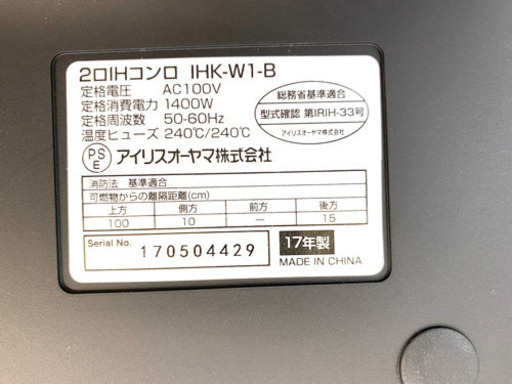 2口IHコンロ IHK-W1-B
定格電圧 AC100V
定格消費電力 1400W
定格周波数 50-60Hz
温度ヒューズ 240℃/240℃
総務省基準適合
型式確認 第IRIH-33号
アイリスオーヤマ株式会社
PS
E
アイリスオーヤマ株式会社
消防法 基準適合
可燃物からの離隔距離(cm)
上方 側方 前方 後方
100 10 — 15
Serial No. 170504429
17年製
MADE IN CHINA